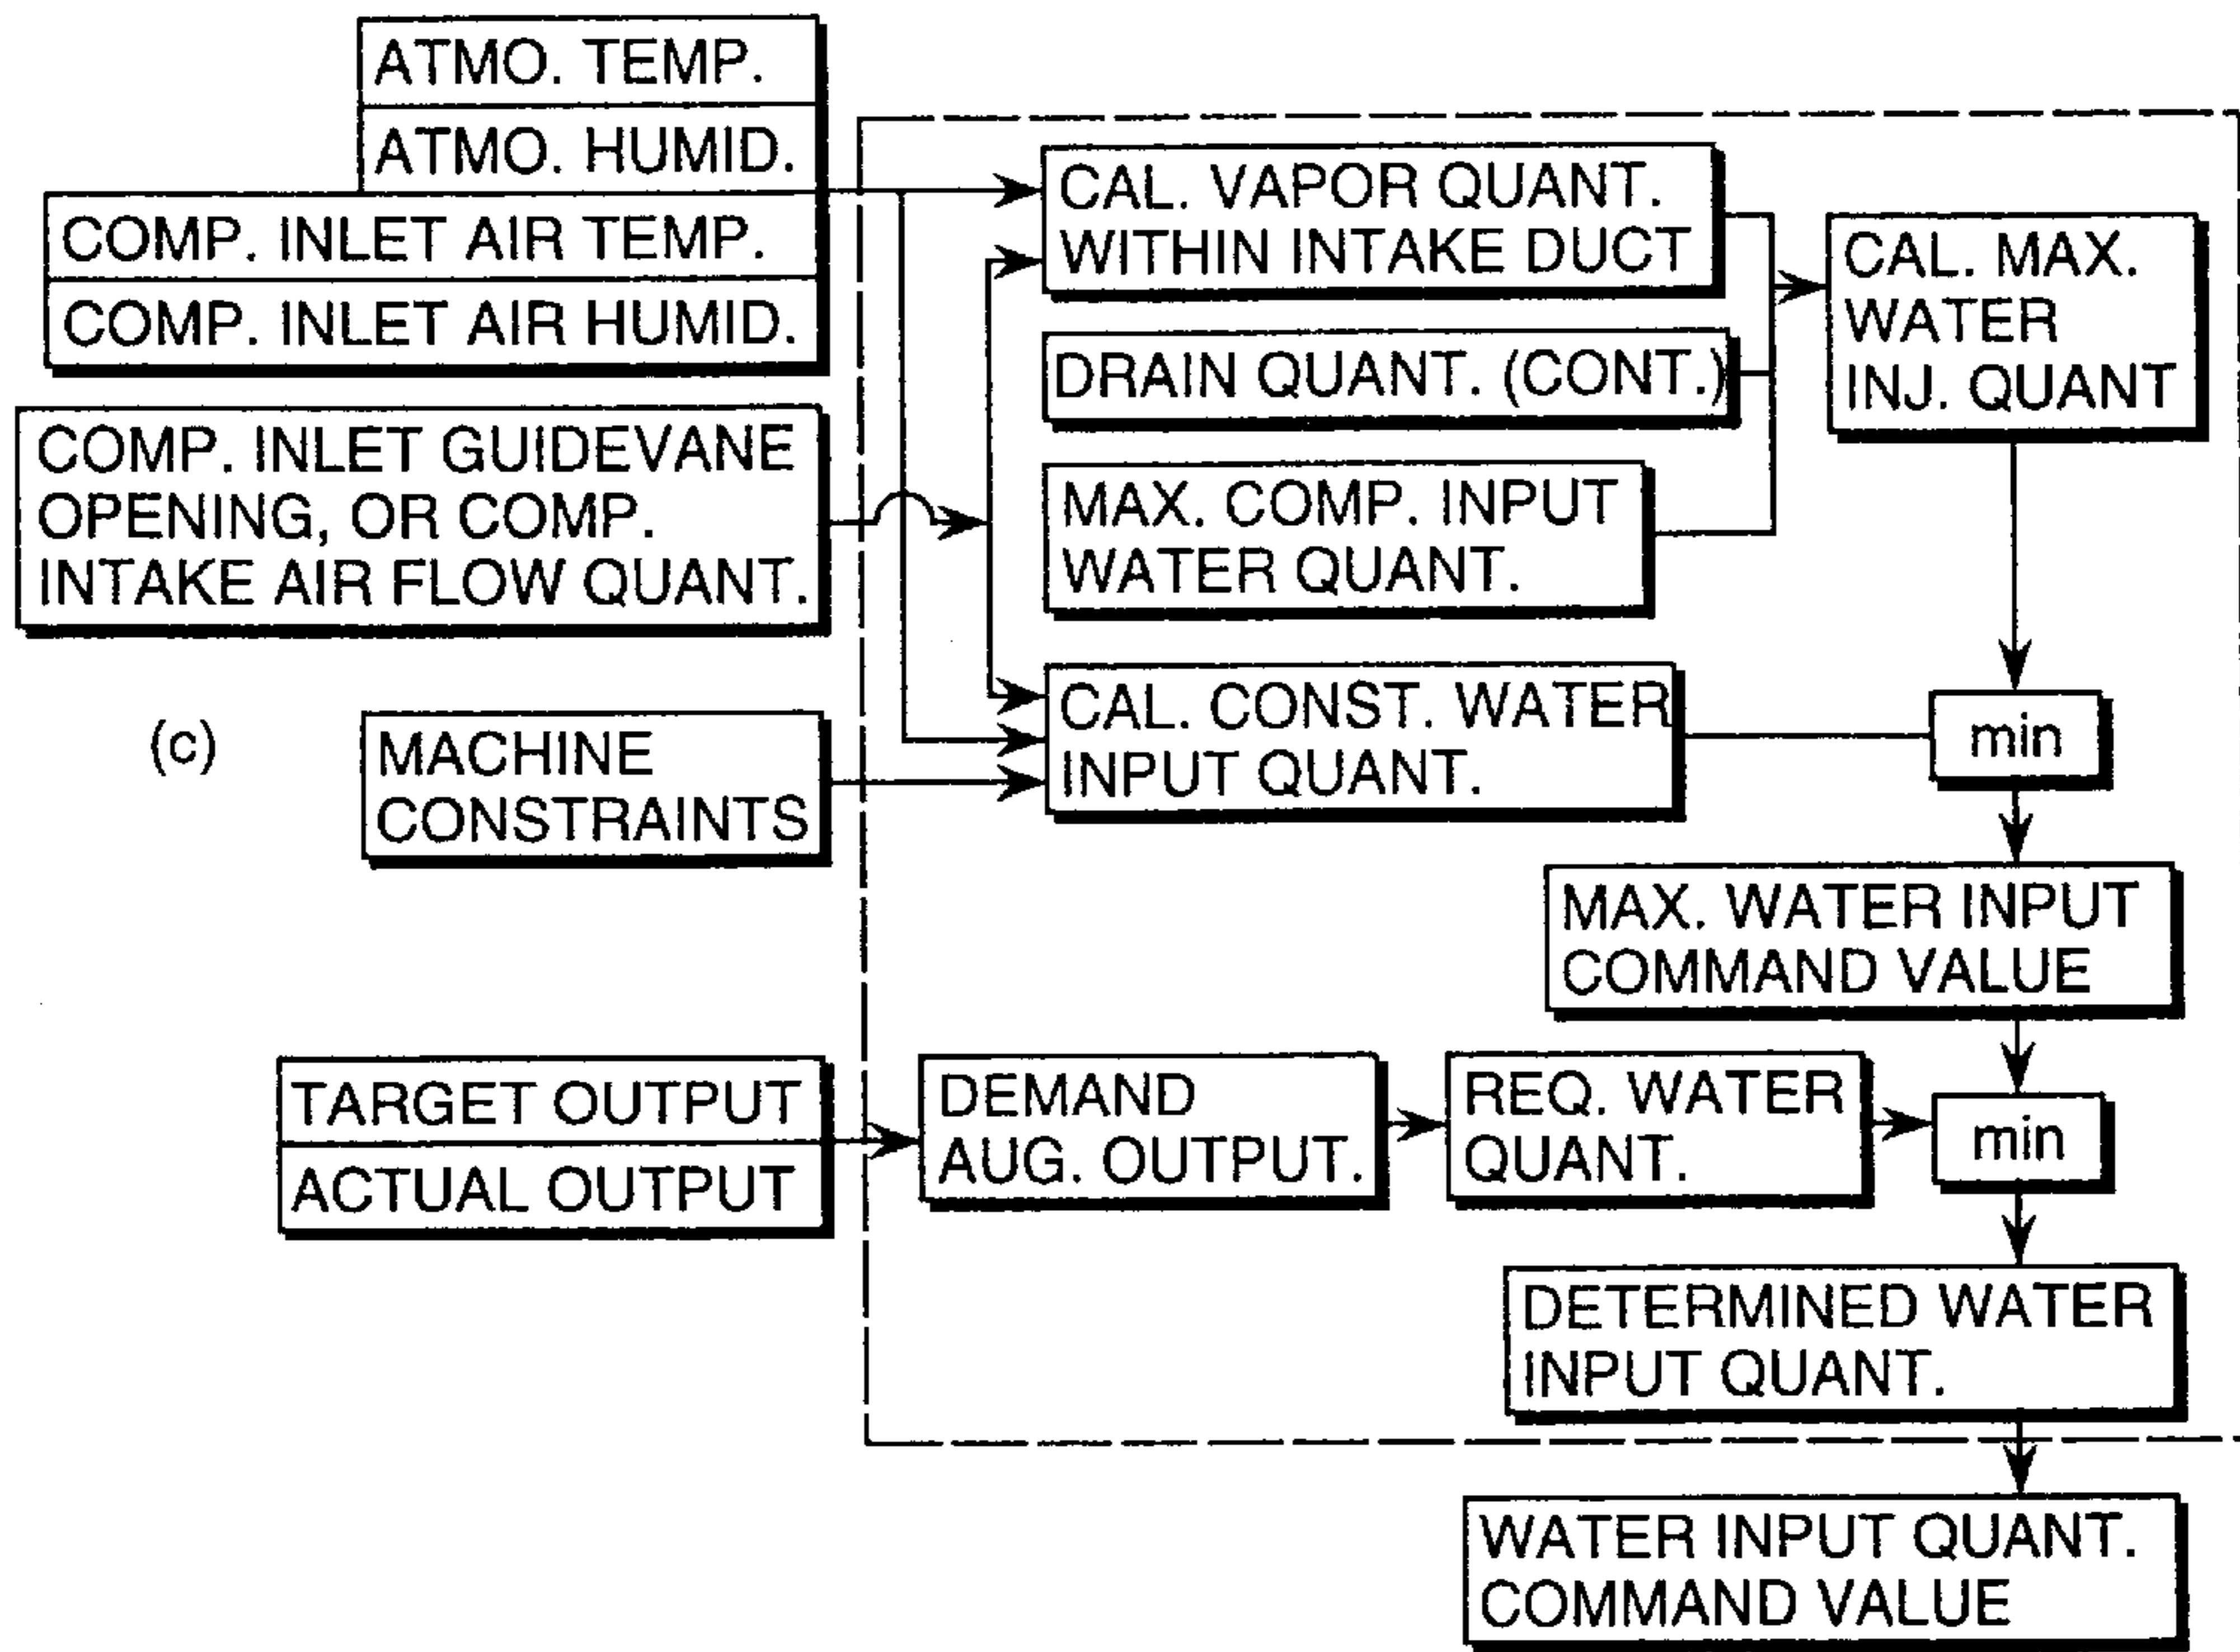 ATMO. TEMP.
ATMO. HUMID.
COMP. INLET AIR TEMP.
COMP. INLET AIR HUMID.
COMP. INLET GUIDEVANE
OPENING, OR COMP.
INTAKE AIR FLOW QUANT.
(c)
MACHINE
CONSTRAINTS
TARGET OUTPUT
ACTUAL OUTPUT
CAL. VAPOR QUANT.
WITHIN INTAKE DUCT
DRAIN QUANT. (CONT.)
MAX. COMP. INPUT
WATER QUANT.
CAL. CONST. WATER
INPUT QUANT.
CAL. MAX.
WATER
INJ. QUANT
min
MAX. WATER INPUT
COMMAND VALUE
DEMAND
AUG. OUTPUT.
REQ. WATER
QUANT.
min
DETERMINED WATER
INPUT QUANT.
WATER INPUT QUANT.
COMMAND VALUE